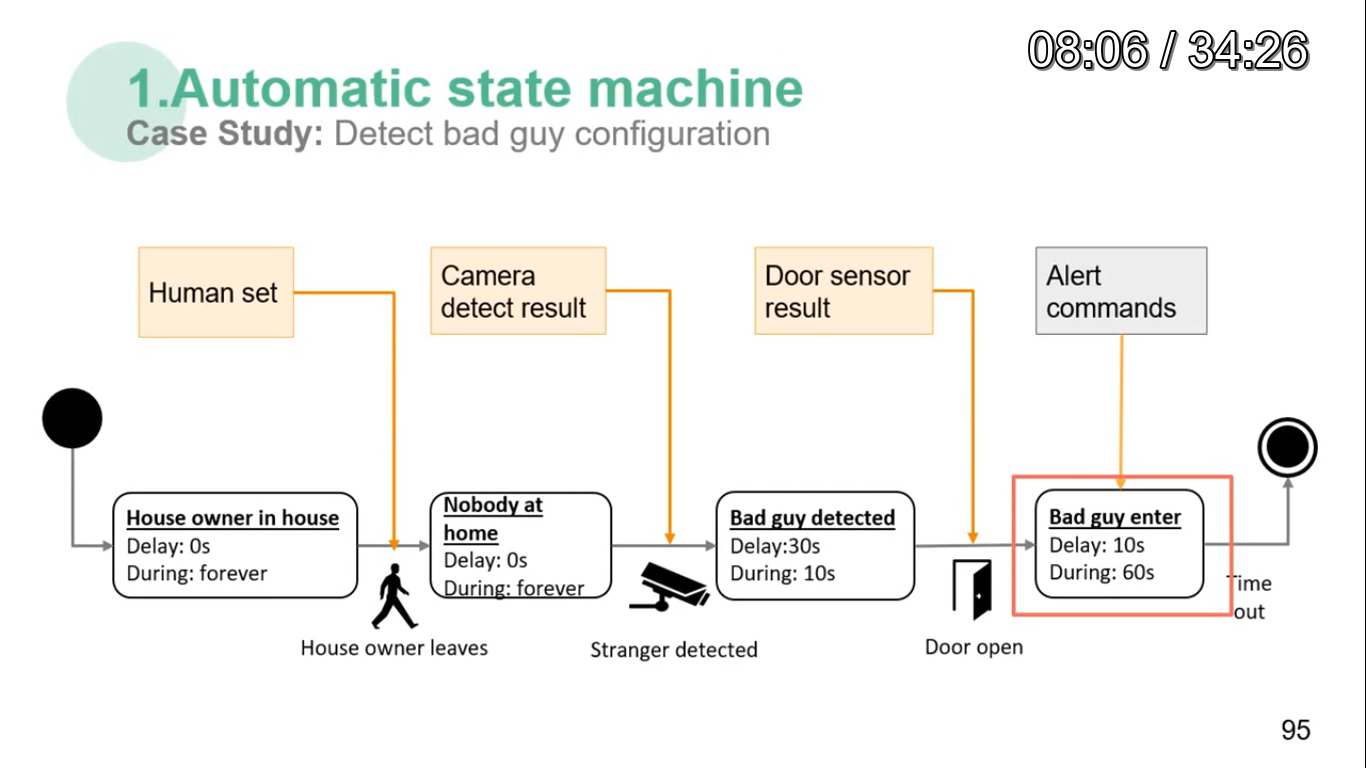 08:06 / 34:26
1.Automatic state machine
Case Study: Detect bad guy configuration
Human set
Camera
detect result
Door sensor
result
Alert
commands
House owner in house
Delay: 0s
During: forever
Nobody at
home
Delay: 0s
During: forever
Bad guy detected
Delay:30s
During: 10s
Bad guy enter
Delay: 10s
During: 60s
Time
out
House owner leaves
Stranger detected
Door open
95